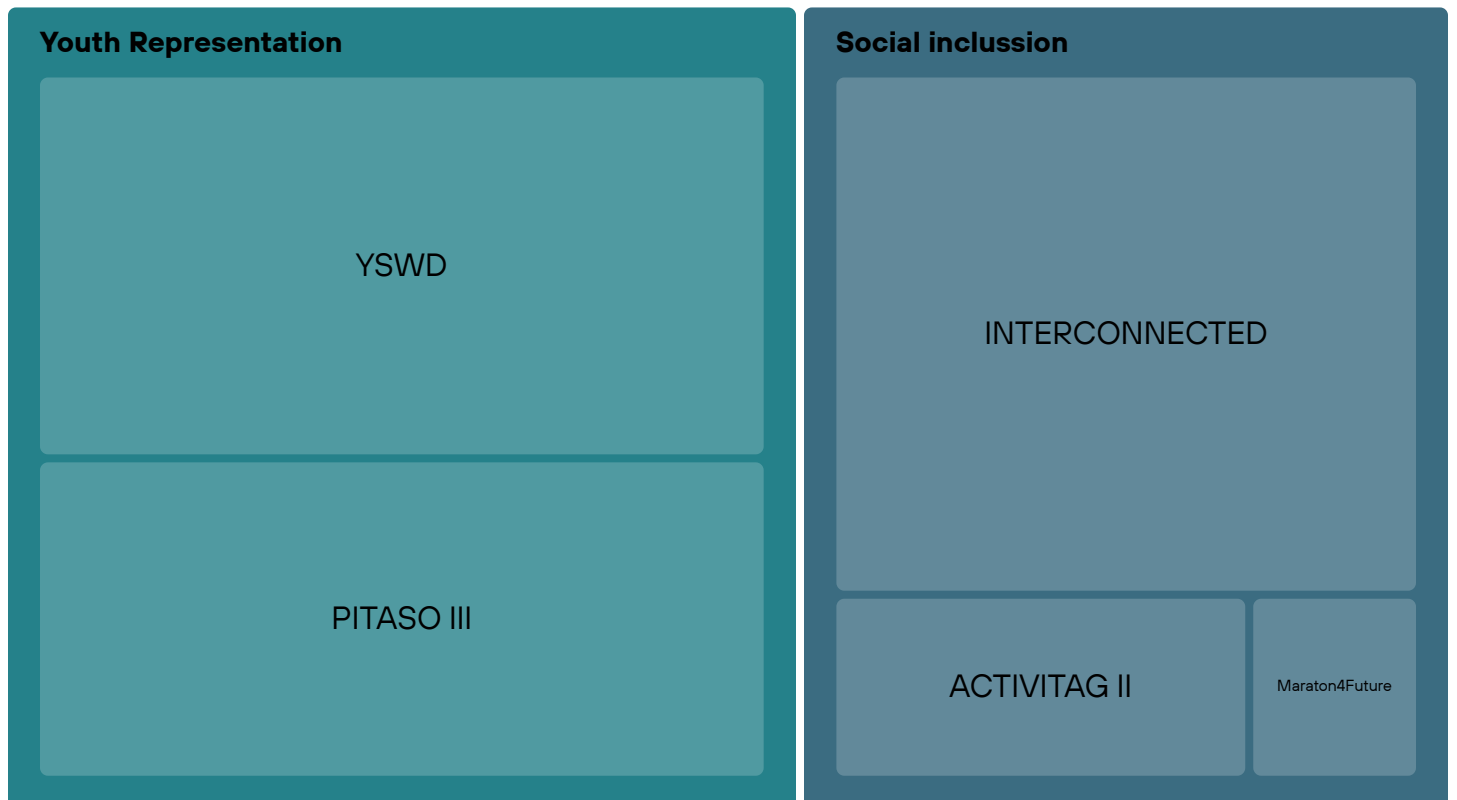 Youth Representation
YSWD
PITASO III
Social inclussion
INTERCONNECTED
ACTIVITAG II
Maraton4Future